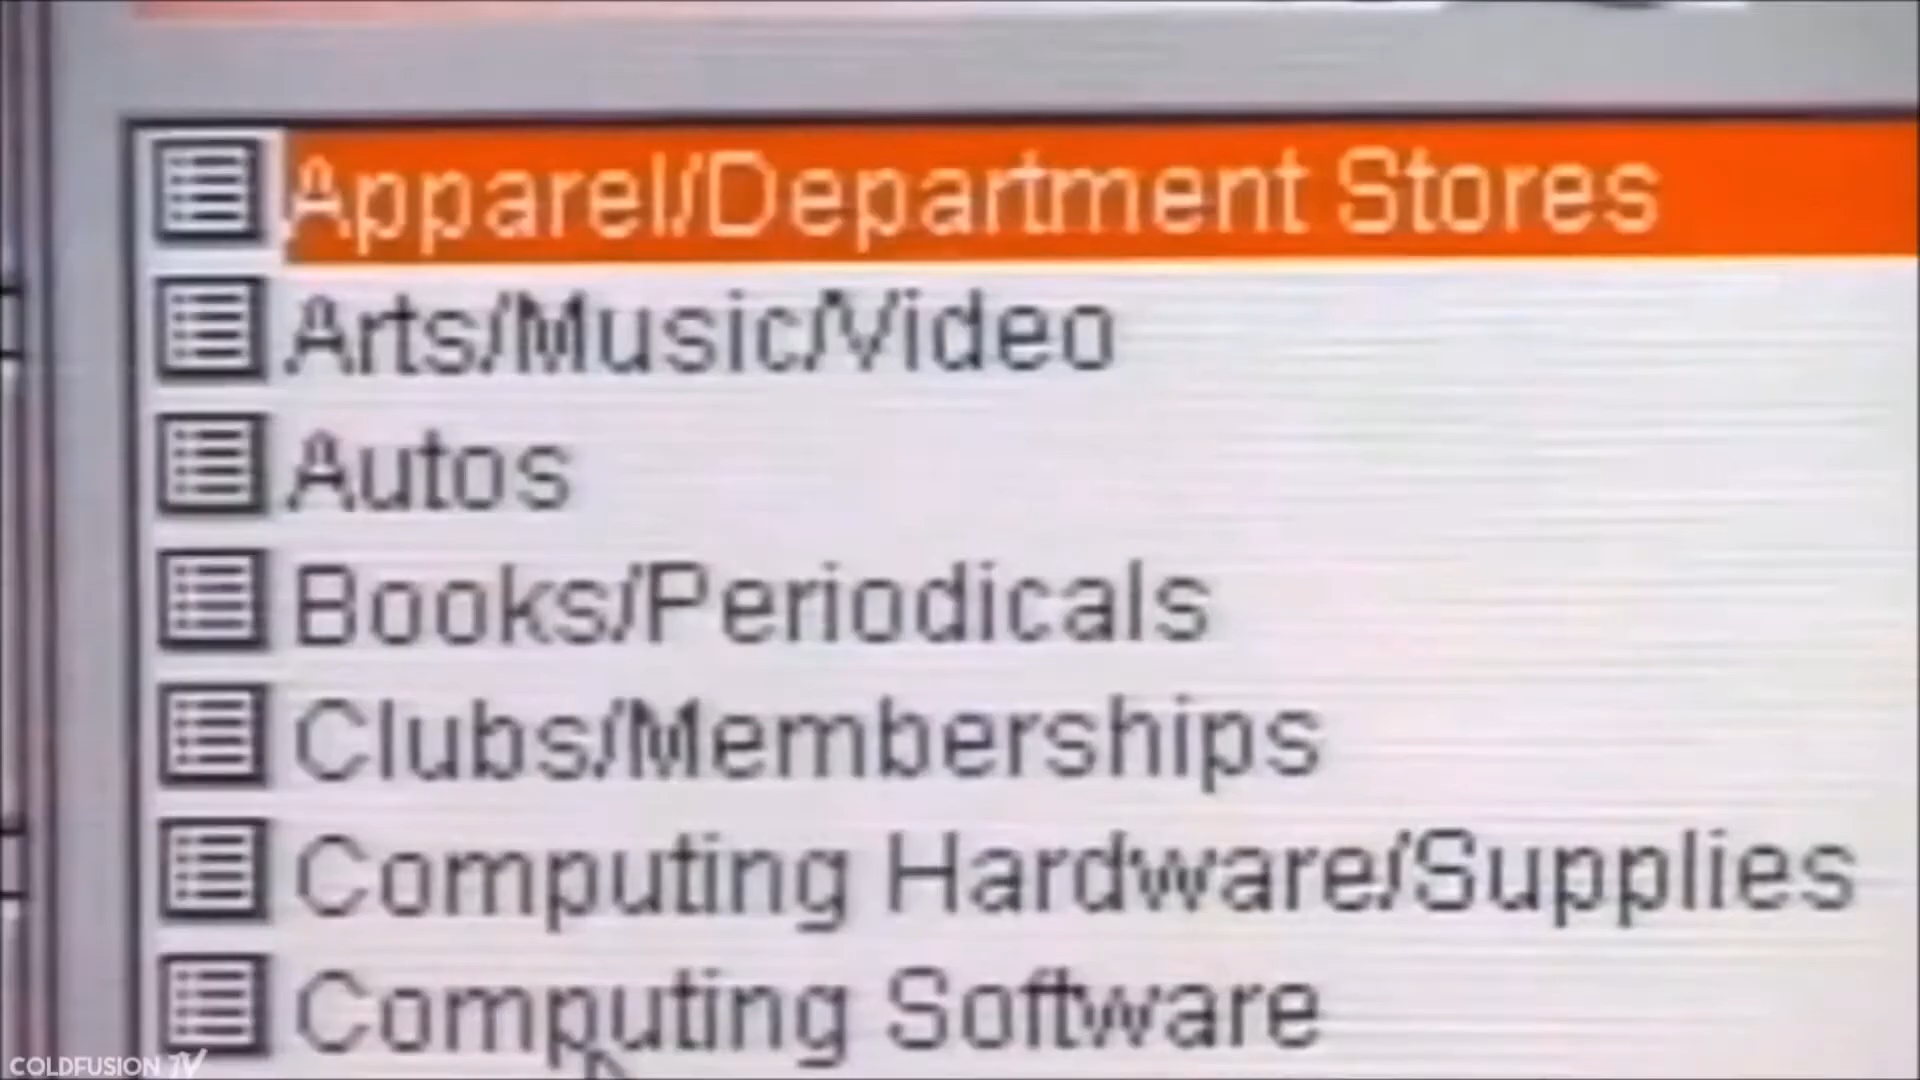 Apparel/Department Stores
Arts/Music/Video
Autos
Books/Periodicals
Clubs/Memberships
Computing Hardware/Supplies
Computing Software
COLDFUSION TV